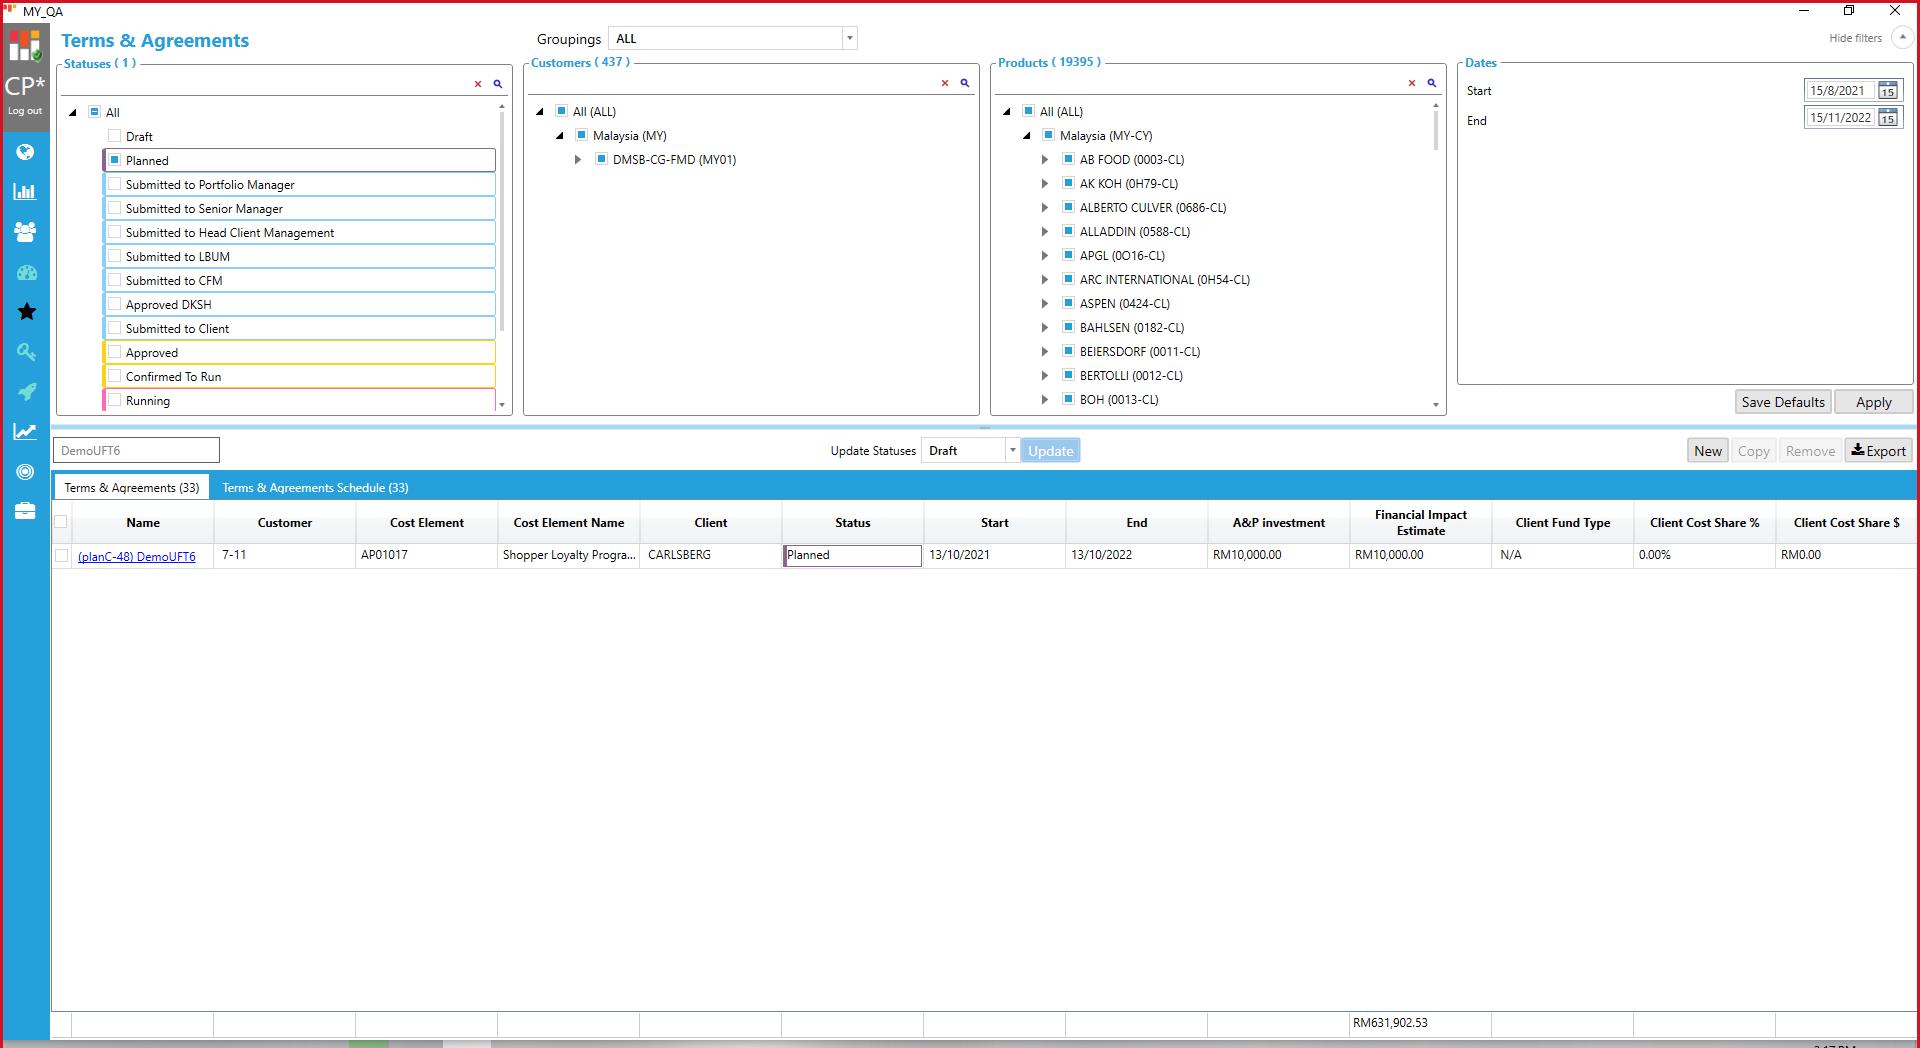 MY_QA
CP*
Log out
Terms & Agreements
Groupings ALL
Hide filters
Statuses ( 1 )
All
Draft
Planned
Submitted to Portfolio Manager
Submitted to Senior Manager
Submitted to Head Client Management
Submitted to LBUM
Submitted to CFM
Approved DKSH
Submitted to Client
Approved
Confirmed To Run
Running
Customers ( 437 )
All (ALL)
Malaysia (MY)
DMSB-CG-FMD (MY01)
Products ( 19395 )
All (ALL)
Malaysia (MY-CY)
AB FOOD (0003-CL)
AK KOH (0H79-CL)
ALBERTO CULVER (0686-CL)
ALLADDIN (0588-CL)
APGL (0O16-CL)
ARC INTERNATIONAL (0H54-CL)
ASPEN (0424-CL)
BAHLSEN (0182-CL)
BEIERSDORF (0011-CL)
BERTOLLI (0012-CL)
BOH (0013-CL)
Dates
Start 15/8/2021 15
End 15/11/2022 15
Save Defaults Apply
DemoUFT6 Update Statuses Draft Update New Copy Remove Export
Terms & Agreements (33) Terms & Agreements Schedule (33)
Name Customer Cost Element Cost Element Name Client Status Start End A&P investment Financial Impact Estimate Client Fund Type Client Cost Share % Client Cost Share $
(planC-48) DemoUFT6 7-11 AP01017 Shopper Loyalty Progra... CARLSBERG Planned 13/10/2021 13/10/2022 RM10,000.00 RM10,000.00 N/A 0.00% RM0.00
RM631,902.53